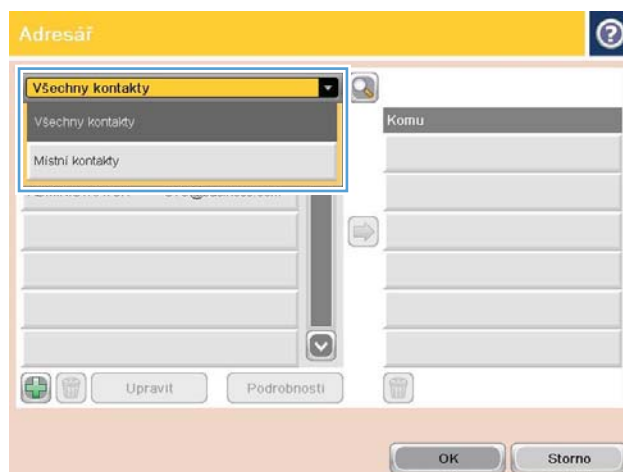 Adresář
Všechny kontakty
Všechny kontakty
Komu
Místní kontakty
Upravit
Podrobnosti
OK
Storno